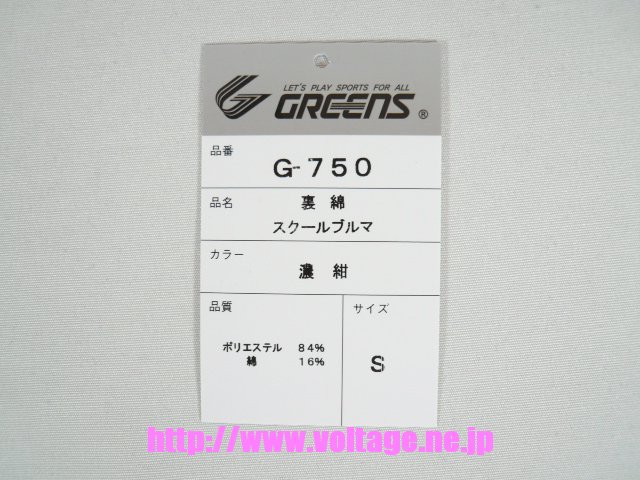 LET'S PLAY SPORTS FOR ALL
GREENS ®
品番
G-750
品名
裏綿
スクールブルマ
カラー
濃紺
品質
サイズ
ポリエステル 84%
綿 16%
S
http://www.voltage.ne.jp